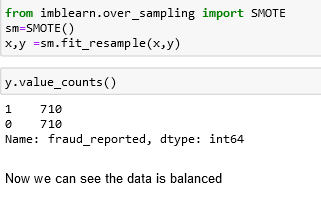 from imblearn.over_sampling import SMOTE
sm=SMOTE()
x,y =sm.fit_resample(x,y)
y.value_counts()
1    710
0    710
Name: fraud_reported, dtype: int64
Now we can see the data is balanced